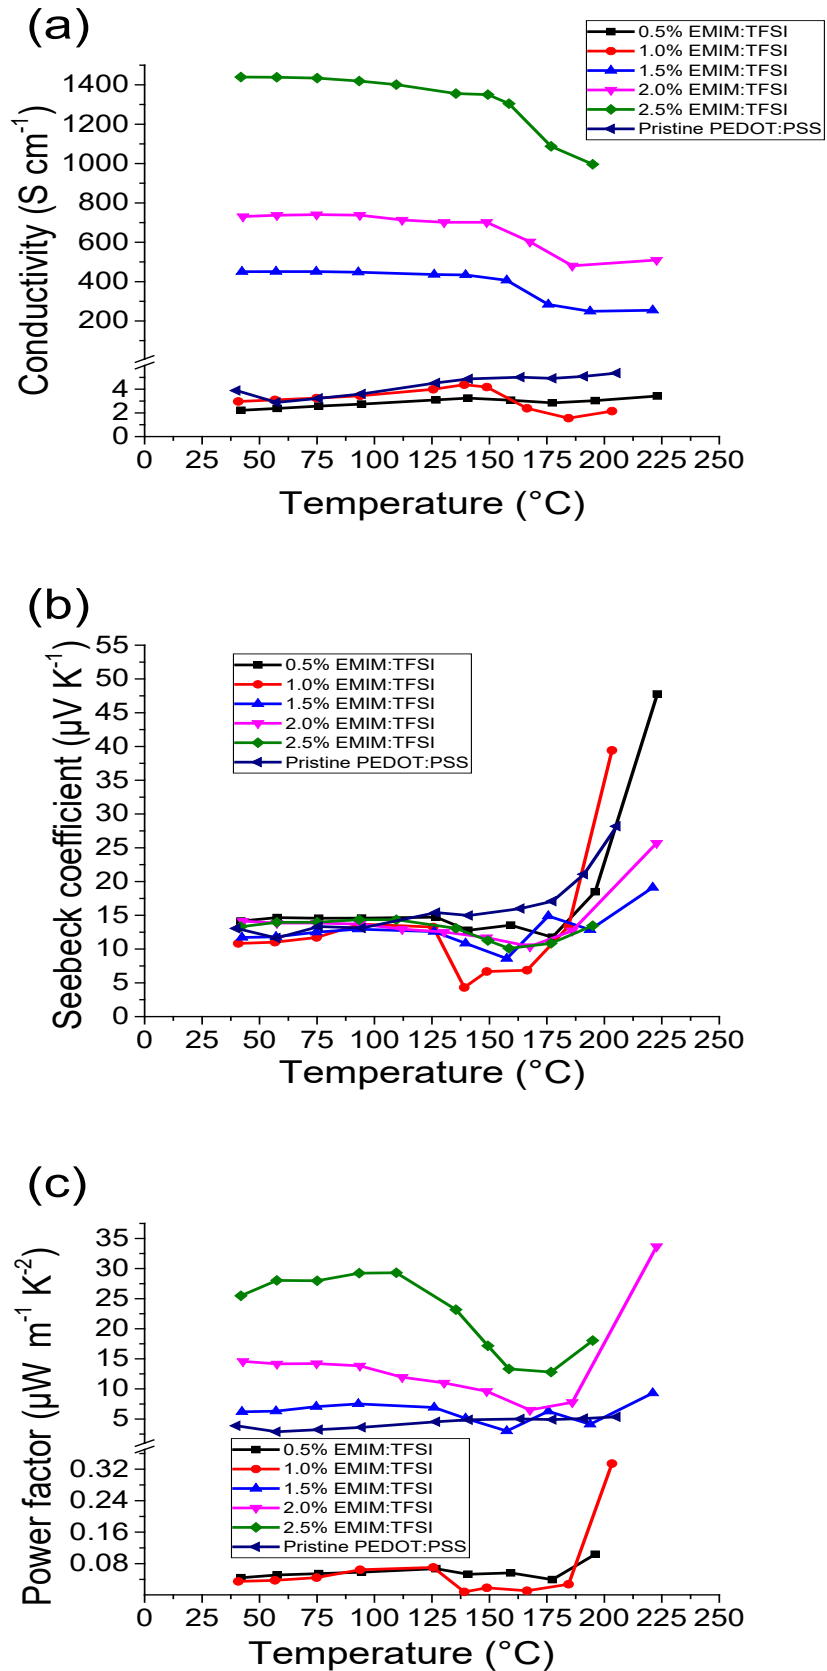 (a)
0.5% EMIM:TFSI
1.0% EMIM:TFSI
1.5% EMIM:TFSI
2.0% EMIM:TFSI
2.5% EMIM:TFSI
Pristine PEDOT:PSS
Conductivity (S cm⁻¹)
1400
1200
1000
800
600
400
200
4
2
0
0 25 50 75 100 125 150 175 200 225 250
Temperature (°C)
(b)
0.5% EMIM:TFSI
1.0% EMIM:TFSI
1.5% EMIM:TFSI
2.0% EMIM:TFSI
2.5% EMIM:TFSI
Pristine PEDOT:PSS
Seebeck coefficient (µV K⁻¹)
55
50
45
40
35
30
25
20
15
10
5
0
0 25 50 75 100 125 150 175 200 225 250
Temperature (°C)
(c)
Power factor (µW m⁻¹ K⁻²)
35
30
25
20
15
10
5
0.32
0.24
0.16
0.08
0.5% EMIM:TFSI
1.0% EMIM:TFSI
1.5% EMIM:TFSI
2.0% EMIM:TFSI
2.5% EMIM:TFSI
Pristine PEDOT:PSS
0 25 50 75 100 125 150 175 200 225 250
Temperature (°C)